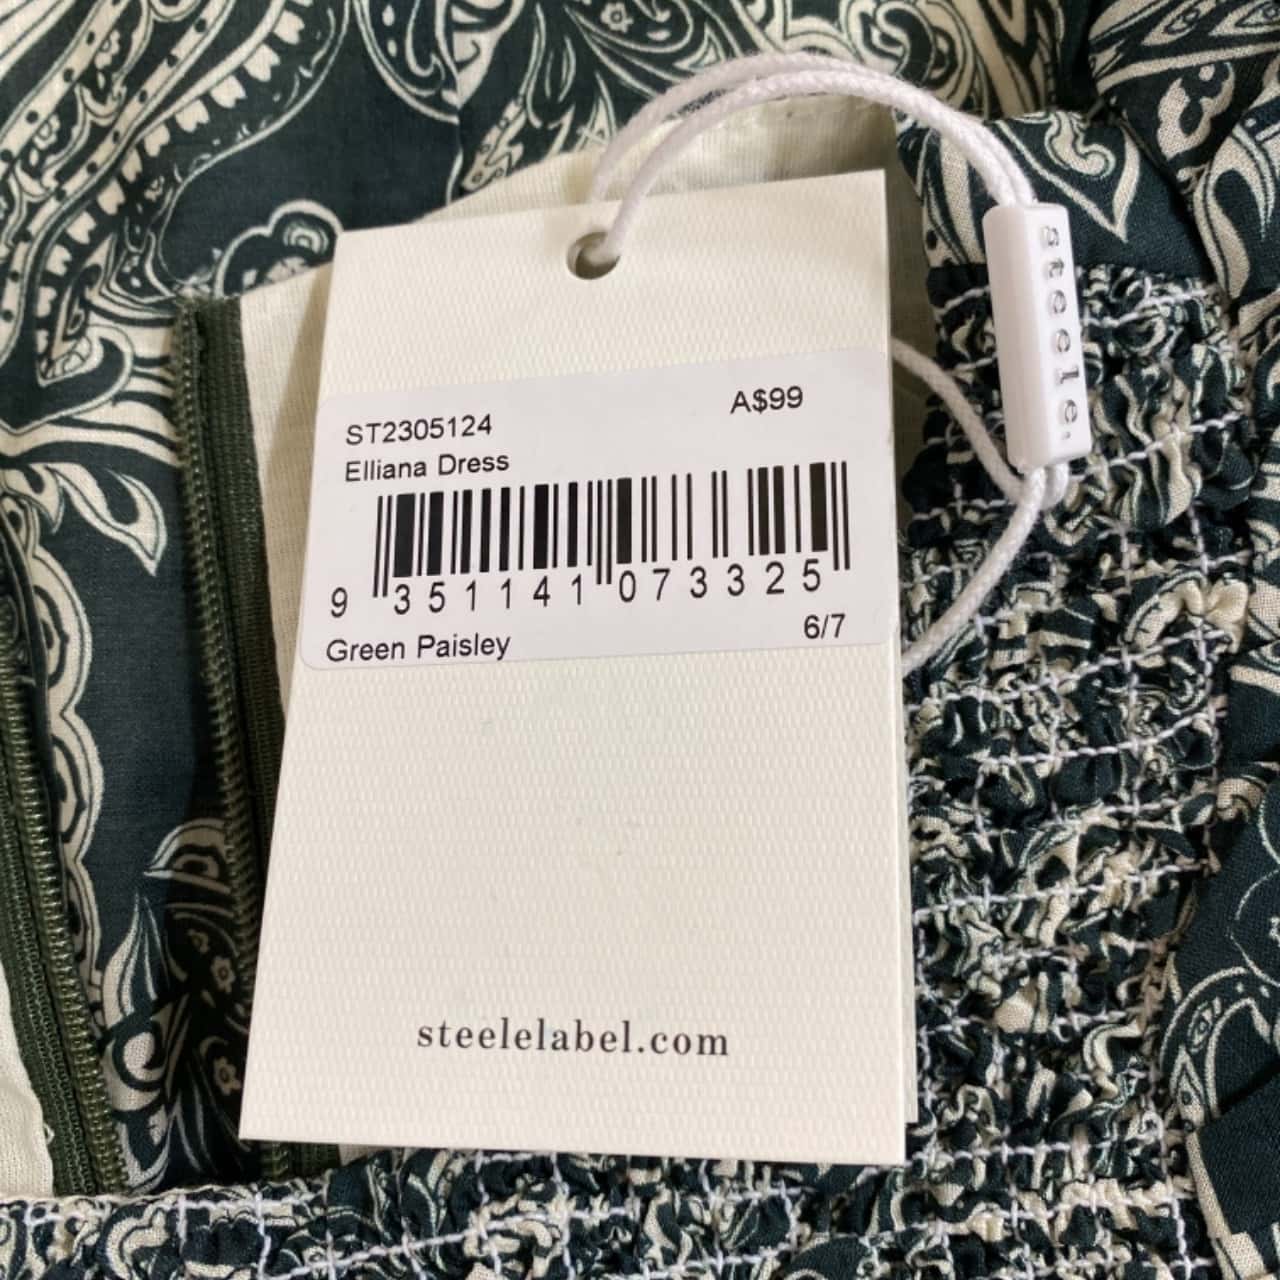 steele.
ST2305124
A$99
Elliana Dress
9 351141 073325
Green Paisley
6/7
steelelabel.com